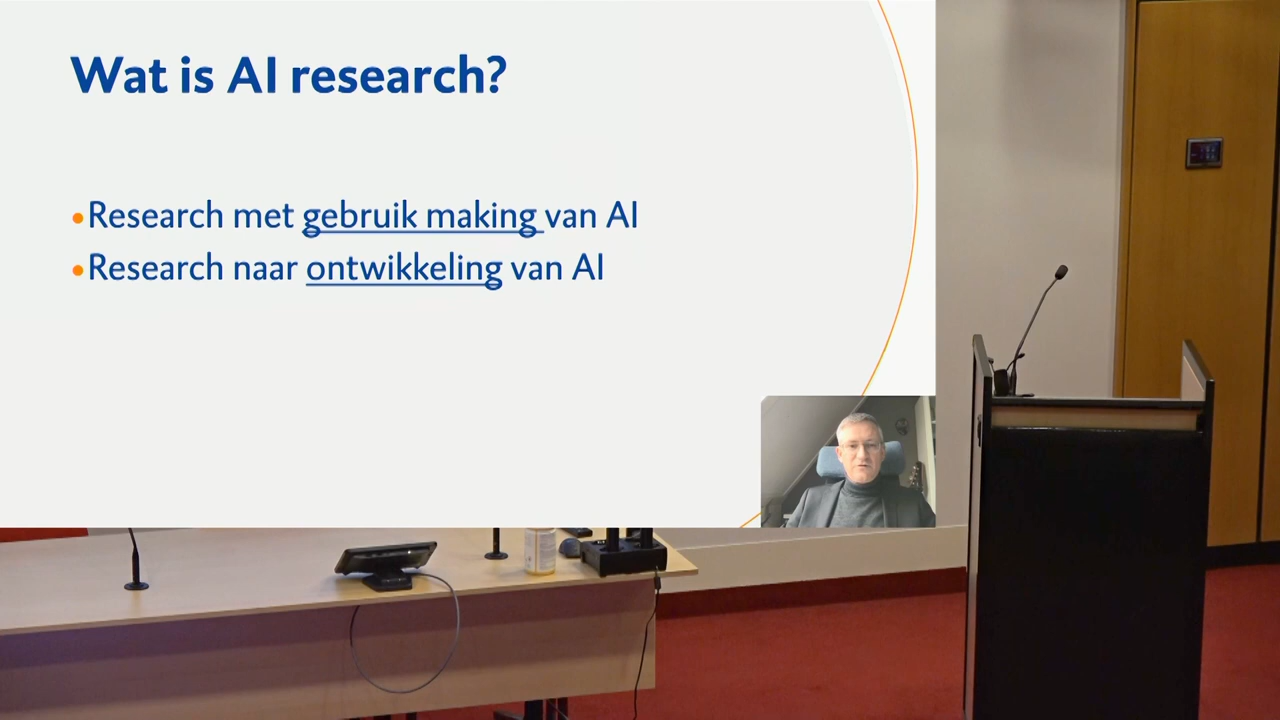 Wat is AI research?
•Research met gebruik making van AI
•Research naar ontwikkeling van AI